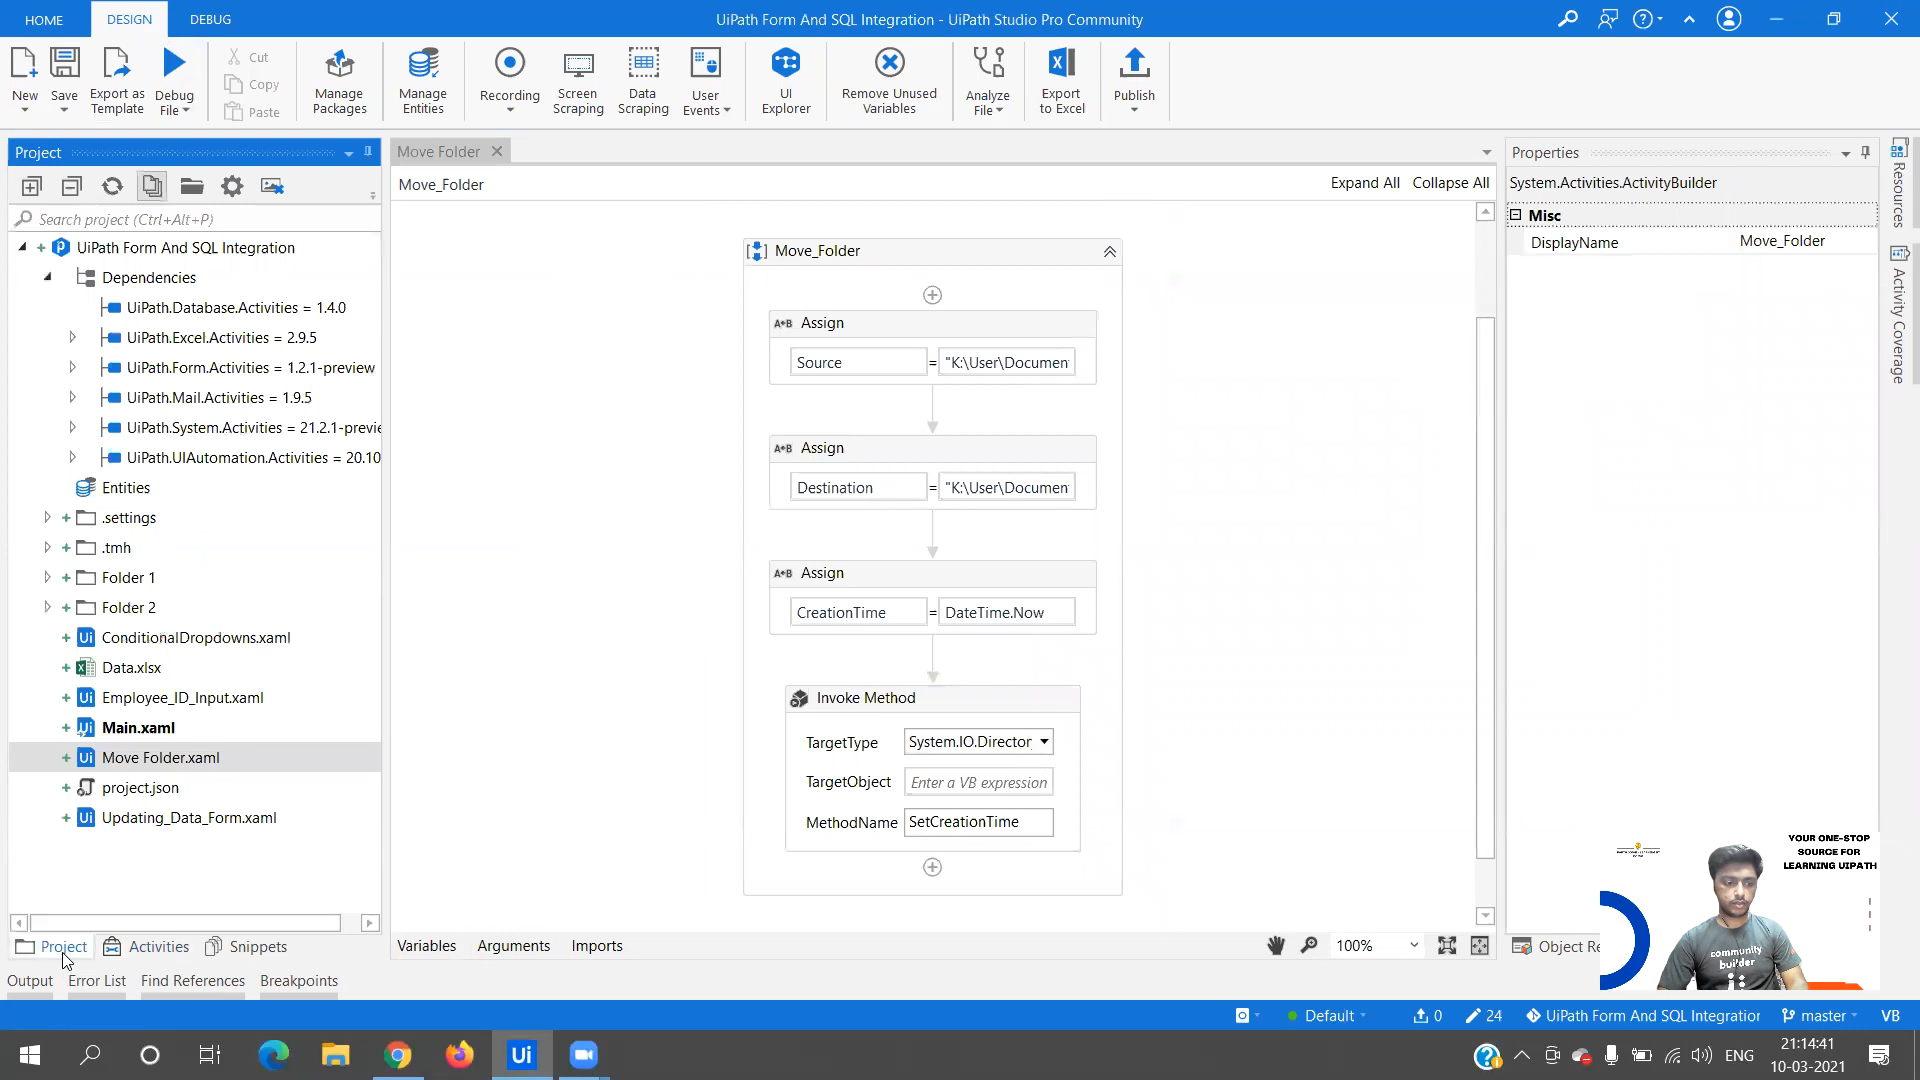 HOME
DESIGN
DEBUG
UiPath Form And SQL Integration - UiPath Studio Pro Community
New
Save
Export as Template
Debug File
Cut
Copy
Paste
Manage Packages
Manage Entities
Recording
Screen Scraping
Data Scraping
User Events
UI Explorer
Remove Unused Variables
Analyze File
Export to Excel
Publish
Project
Search project (Ctrl+Alt+P)
UiPath Form And SQL Integration
Dependencies
UiPath.Database.Activities = 1.4.0
UiPath.Excel.Activities = 2.9.5
UiPath.Form.Activities = 1.2.1-preview
UiPath.Mail.Activities = 1.9.5
UiPath.System.Activities = 21.2.1-previe
UiPath.UIAutomation.Activities = 20.10
Entities
.settings
.tmh
Folder 1
Folder 2
ConditionalDropdowns.xaml
Data.xlsx
Employee_ID_Input.xaml
Main.xaml
Move Folder.xaml
project.json
Updating_Data_Form.xaml
Project
Activities
Snippets
Output
Error List
Find References
Breakpoints
Move Folder
Move_Folder
Expand All
Collapse All
Move_Folder
A*B Assign
Source = "K:\User\Documen
A*B Assign
Destination = "K:\User\Documen
A*B Assign
CreationTime = DateTime.Now
Invoke Method
TargetType System.IO.Director
TargetObject Enter a VB expression
MethodName SetCreationTime
Variables
Arguments
Imports
100%
Properties
System.Activities.ActivityBuilder
Misc
DisplayName Move_Folder
Object Re
Resources
Activity Coverage
YOUR ONE-STOP
SOURCE FOR
LEARNING UIPATH
community
builder
Default
0
24
UiPath Form And SQL Integration
master
VB
Ui
ENG
21:14:41
10-03-2021